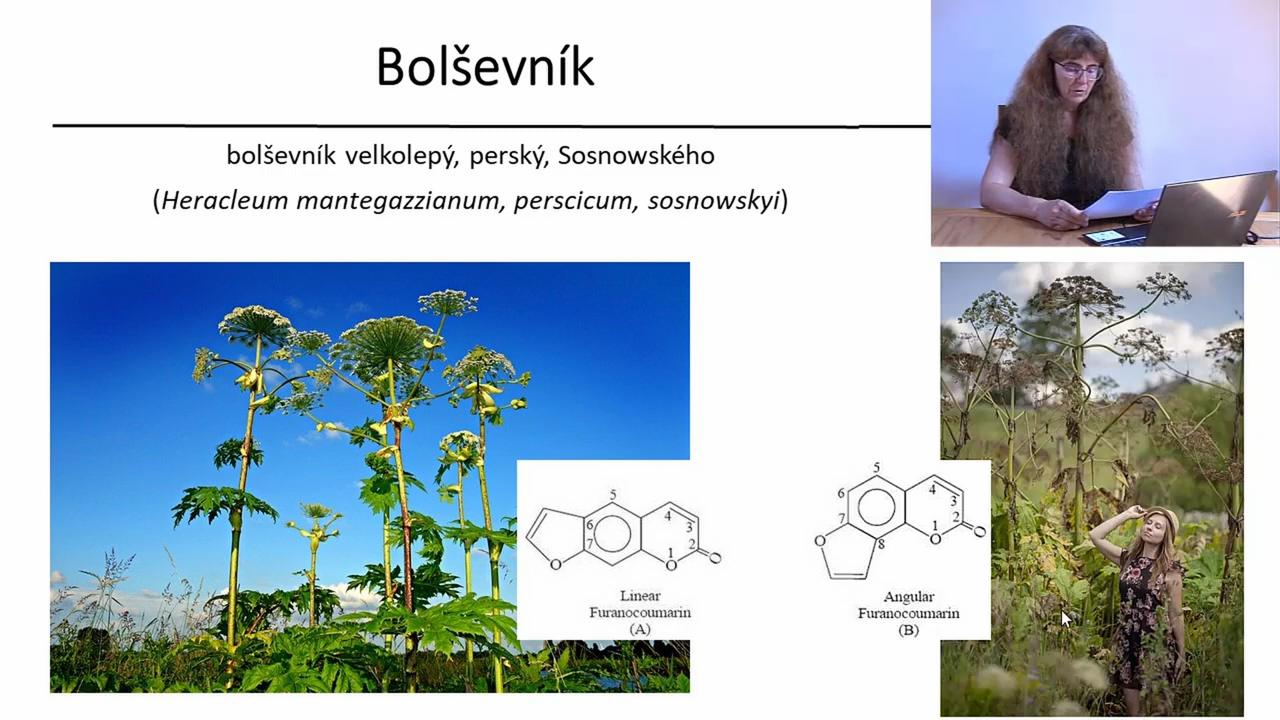 Bolševník
bolševník velkolepý, perský, Sosnowského
(Heracleum mantegazzianum, perscicum, sosnowskyi)
5
4
6
3
7
1
2
O
O
O
Linear
Furanocoumarin
(A)
5
6
4
3
7
2
1
8
O
O
O
Angular
Furanocoumarin
(B)